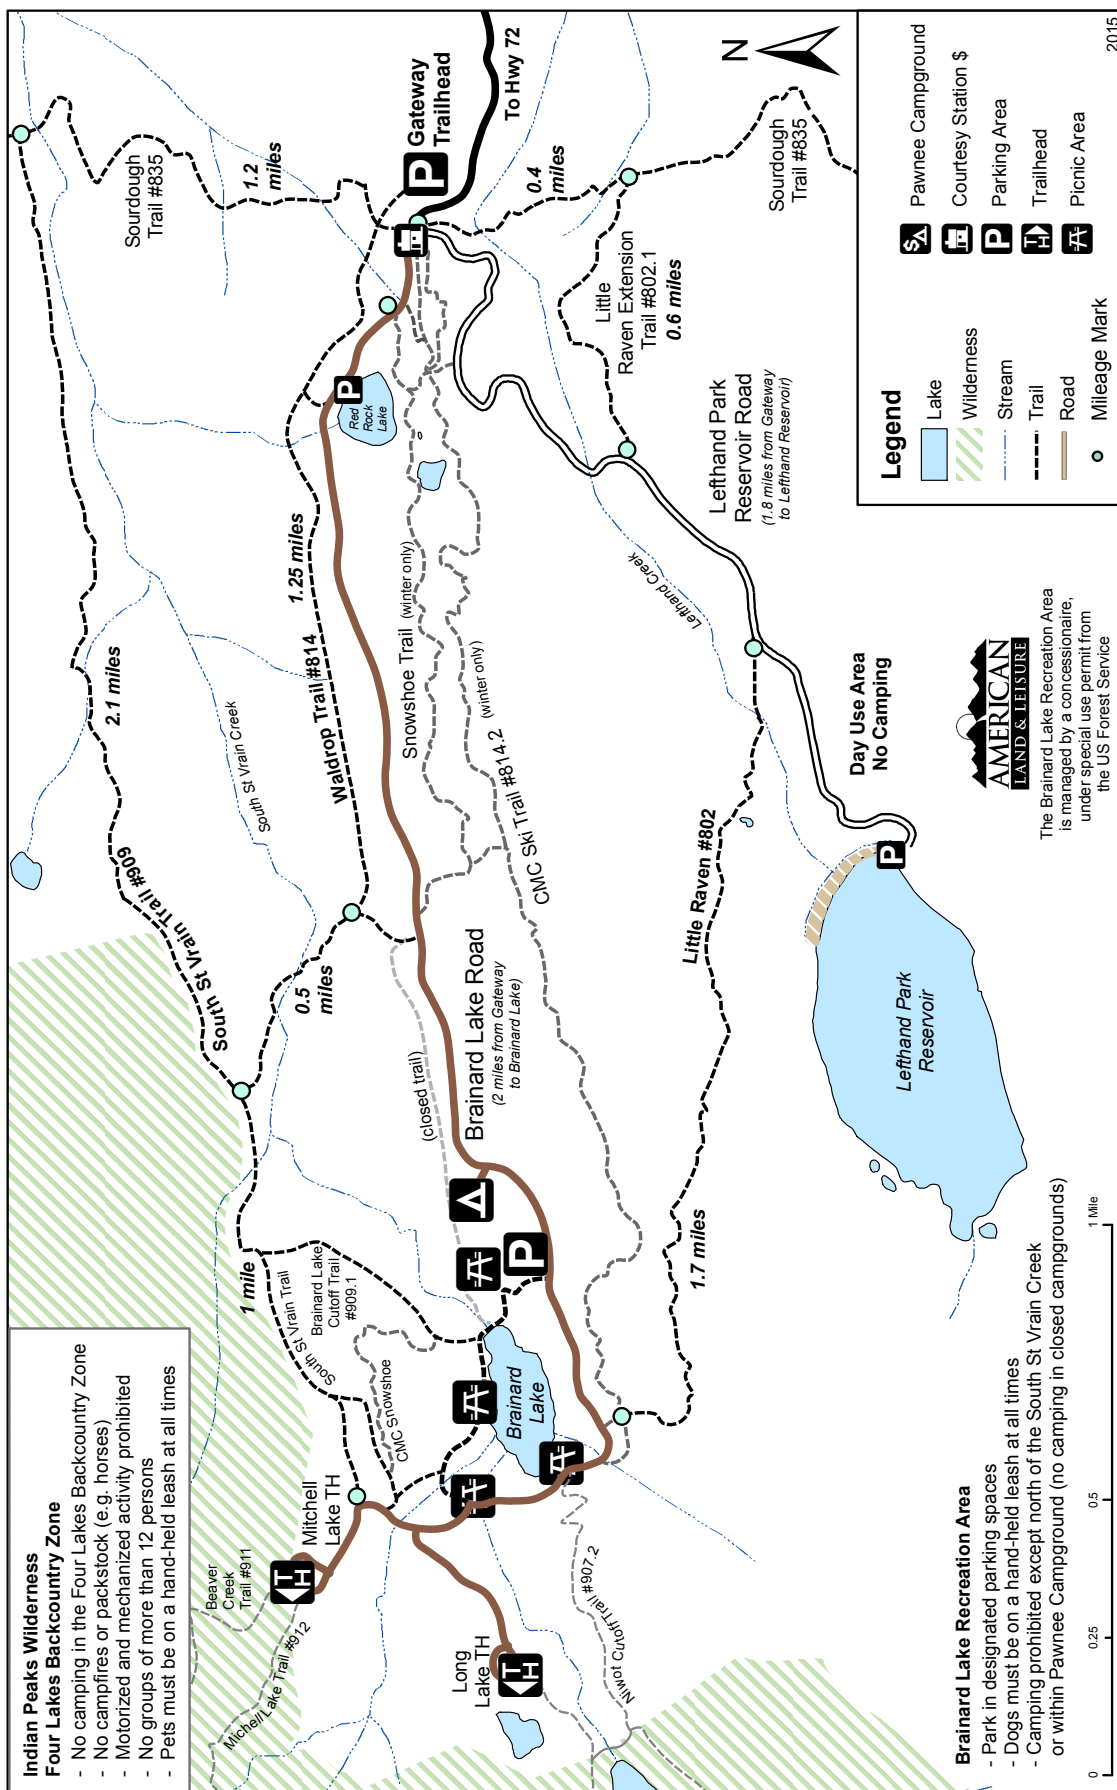 Indian Peaks Wilderness
Four Lakes Backcountry Zone
- No camping in the Four Lakes Backcountry Zone
- No campfires or packstock (e.g. horses)
- Motorized and mechanized activity prohibited
- No groups of more than 12 persons
- Pets must be on a hand-held leash at all times
Beaver
Creek
Trail #911
Mitchell Lake Trail #912
TH
Mitchell
Lake TH
Long
Lake TH
TH
Niwot Cutoff Trail #907.2
1 mile
South St Vrain Trail
Brainard Lake
Cutoff Trail
#909.1
CMC Snowshoe
Brainard
Lake
P
South St Vrain Trail #909
2.1 miles
0.5
miles
South St Vrain Creek
(closed trail)
Brainard Lake Road
(2 miles from Gateway
to Brainard Lake)
Waldrop Trail #814
1.25 miles
Snowshoe Trail (winter only)
CMC Ski Trail #814.2 (winter only)
Red
Rock
Lake
P
Sourdough
Trail #835
1.2
miles
P
Gateway
Trailhead
To Hwy 72
0.4
miles
N
Sourdough
Trail #835
Little
Raven Extension
Trail #802.1
0.6 miles
Lefthand Park
Reservoir Road
(1.8 miles from Gateway
to Lefthand Reservoir)
Lefthand Creek
Little Raven #802
1.7 miles
Day Use Area
No Camping
P
Lefthand Park
Reservoir
AMERICAN
LAND & LEISURE
The Brainard Lake Recreation Area
is managed by a concessionaire,
under special use permit from
the US Forest Service
Brainard Lake Recreation Area
- Park in designated parking spaces
- Dogs must be on a hand-held leash at all times
- Camping prohibited except north of the South St Vrain Creek
or within Pawnee Campground (no camping in closed campgrounds)
0 0.25 0.5 1 Mile
Legend
Lake
Wilderness
Stream
Trail
Road
Mileage Mark
$ Pawnee Campground
Courtesy Station $
P Parking Area
TH Trailhead
Picnic Area
2015